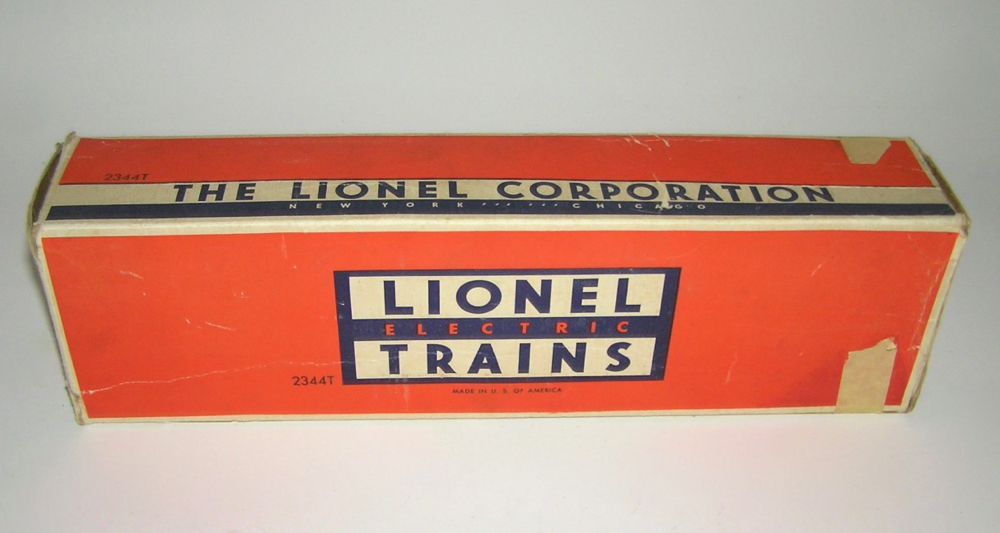 2344T
THE LIONEL CORPORATION
NEW YORK ··· ··· CHICAGO
LIONEL
ELECTRIC
TRAINS
2344T
MADE IN U. S. OF AMERICA